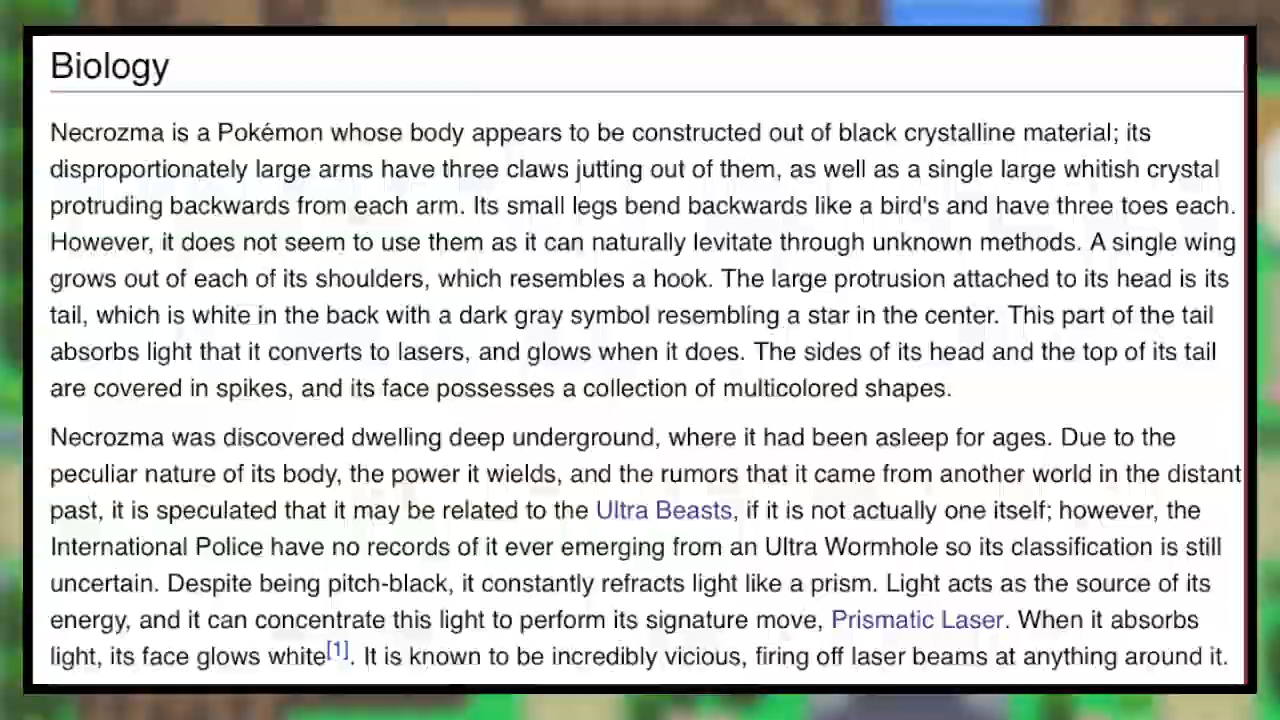 Biology
Necrozma is a Pokémon whose body appears to be constructed out of black crystalline material; its
disproportionately large arms have three claws jutting out of them, as well as a single large whitish crystal
protruding backwards from each arm. Its small legs bend backwards like a bird's and have three toes each.
However, it does not seem to use them as it can naturally levitate through unknown methods. A single wing
grows out of each of its shoulders, which resembles a hook. The large protrusion attached to its head is its
tail, which is white in the back with a dark gray symbol resembling a star in the center. This part of the tail
absorbs light that it converts to lasers, and glows when it does. The sides of its head and the top of its tail
are covered in spikes, and its face possesses a collection of multicolored shapes.
Necrozma was discovered dwelling deep underground, where it had been asleep for ages. Due to the
peculiar nature of its body, the power it wields, and the rumors that it came from another world in the distant
past, it is speculated that it may be related to the Ultra Beasts, if it is not actually one itself; however, the
International Police have no records of it ever emerging from an Ultra Wormhole so its classification is still
uncertain. Despite being pitch-black, it constantly refracts light like a prism. Light acts as the source of its
energy, and it can concentrate this light to perform its signature move, Prismatic Laser. When it absorbs
light, its face glows white[1]. It is known to be incredibly vicious, firing off laser beams at anything around it.